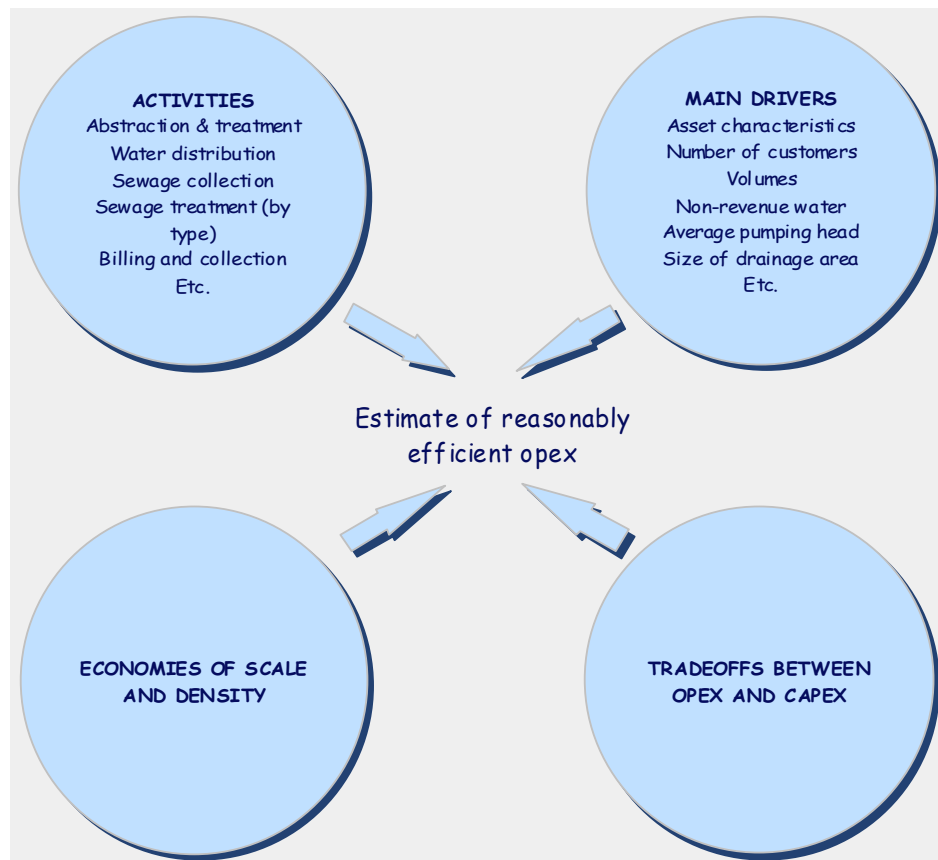 ACTIVITIES
Abstraction & treatment
Water distribution
Sewage collection
Sewage treatment (by
type)
Billing and collection
Etc.
MAIN DRIVERS
Asset characteristics
Number of customers
Volumes
Non-revenue water
Average pumping head
Size of drainage area
Etc.
Estimate of reasonably
efficient opex
ECONOMIES OF SCALE
AND DENSITY
TRADEOFFS BETWEEN
OPEX AND CAPEX